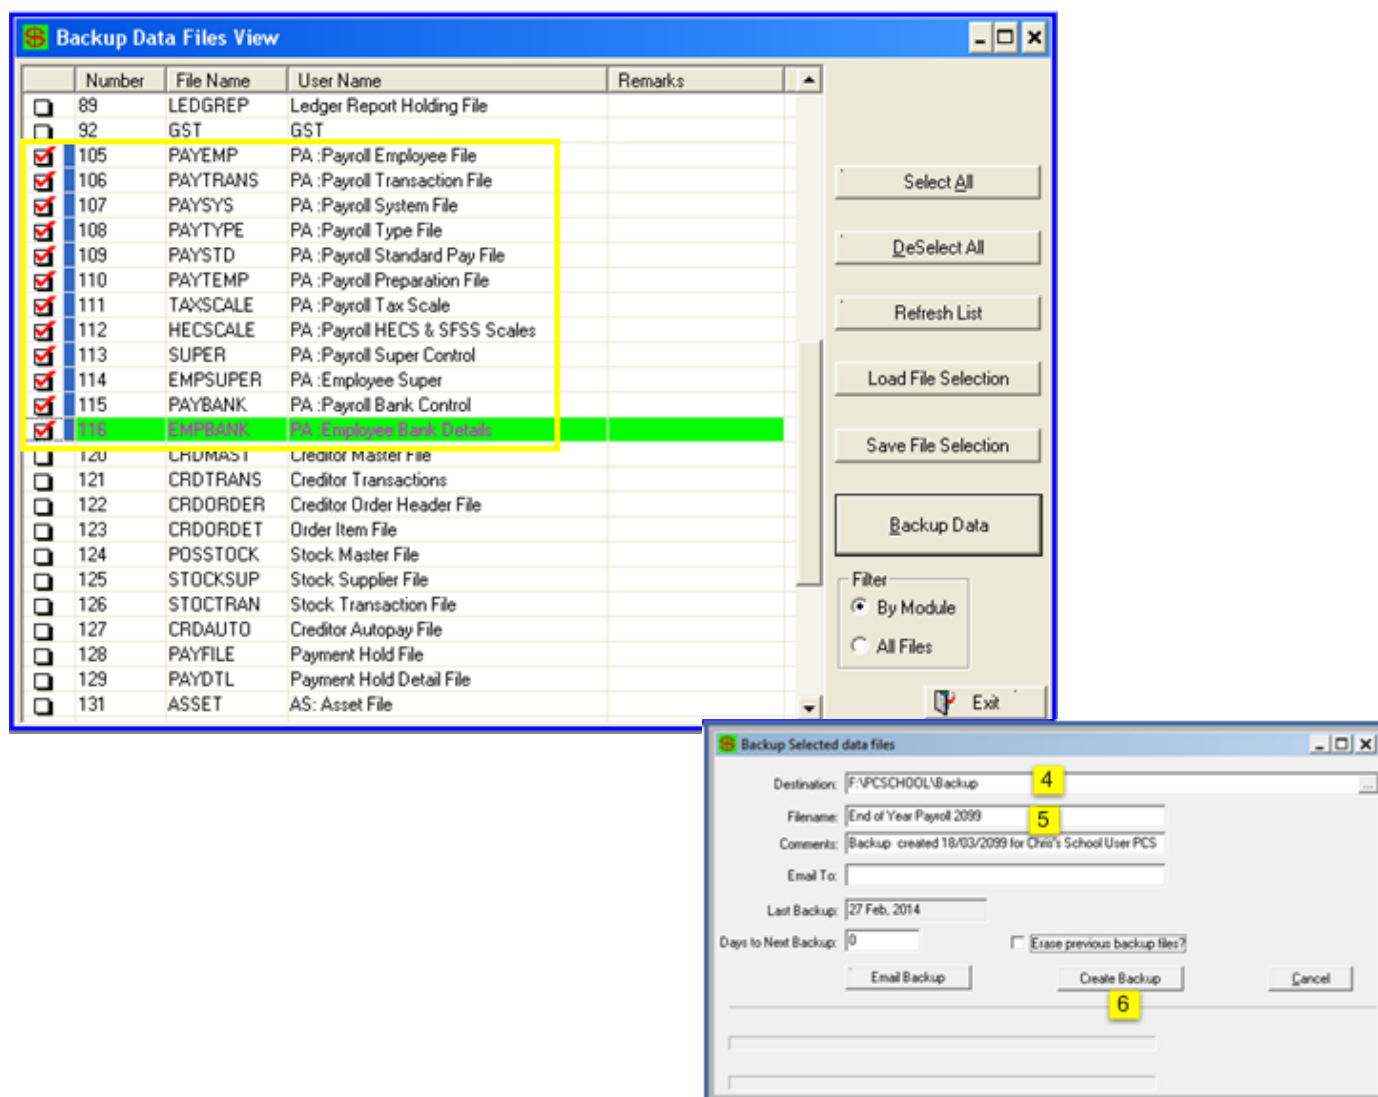 Backup Data Files View
Number File Name User Name Remarks
89 LEDGREP Ledger Report Holding File
92 GST GST
105 PAYEMP PA :Payroll Employee File
106 PAYTRANS PA :Payroll Transaction File
107 PAYSYS PA :Payroll System File
108 PAYTYPE PA :Payroll Type File
109 PAYSTD PA :Payroll Standard Pay File
110 PAYTEMP PA :Payroll Preparation File
111 TAXSCALE PA :Payroll Tax Scale
112 HECSCALE PA :Payroll HECS & SFSS Scales
113 SUPER PA :Payroll Super Control
114 EMPSUPER PA :Employee Super
115 PAYBANK PA :Payroll Bank Control
116 EMPBANK PA :Employee Bank Details
120 CRDMAST Creditor Master File
121 CRDTRANS Creditor Transactions
122 CRDORDER Creditor Order Header File
123 CRDORDET Order Item File
124 POSSTOCK Stock Master File
125 STOCKSUP Stock Supplier File
126 STOCTRAN Stock Transaction File
127 CRDAUTO Creditor Autopay File
128 PAYFILE Payment Hold File
129 PAYDTL Payment Hold Detail File
131 ASSET AS: Asset File
Select All
DeSelect All
Refresh List
Load File Selection
Save File Selection
Backup Data
Filter
By Module
All Files
Exit
Backup Selected data files
Destination: F:\PCSCHOOL\Backup 4 ...
Filename: End of Year Payroll 2099 5
Comments: Backup created 18/03/2099 for Chris's School User PCS
Email To:
Last Backup: 27 Feb, 2014
Days to Next Backup: 0 Erase previous backup files?
Email Backup Create Backup Cancel
6